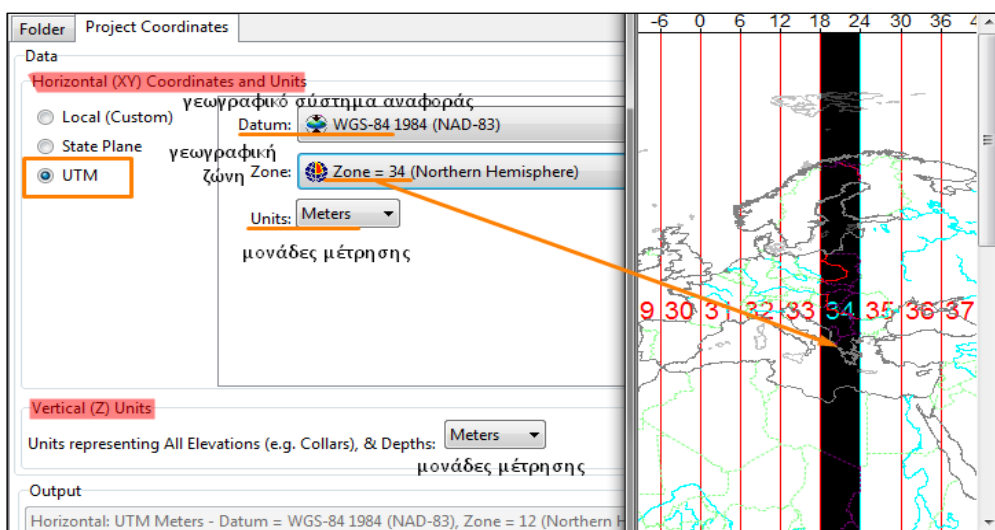 Folder
Project Coordinates
Data
Horizontal (XY) Coordinates and Units
γεωγραφικό σύστημα αναφοράς
Local (Custom)
Datum: WGS-84 1984 (NAD-83)
State Plane
γεωγραφική
ζώνη
UTM
Zone: Zone = 34 (Northern Hemisphere)
Units: Meters
μονάδες μέτρησης
Vertical (Z) Units
Units representing All Elevations (e.g. Collars), & Depths: Meters
μονάδες μέτρησης
Output
Horizontal: UTM Meters - Datum = WGS-84 1984 (NAD-83), Zone = 12 (Northern H
-6 0 6 12 18 24 30 36 4
9 30 31 32 33 34 35 36 37